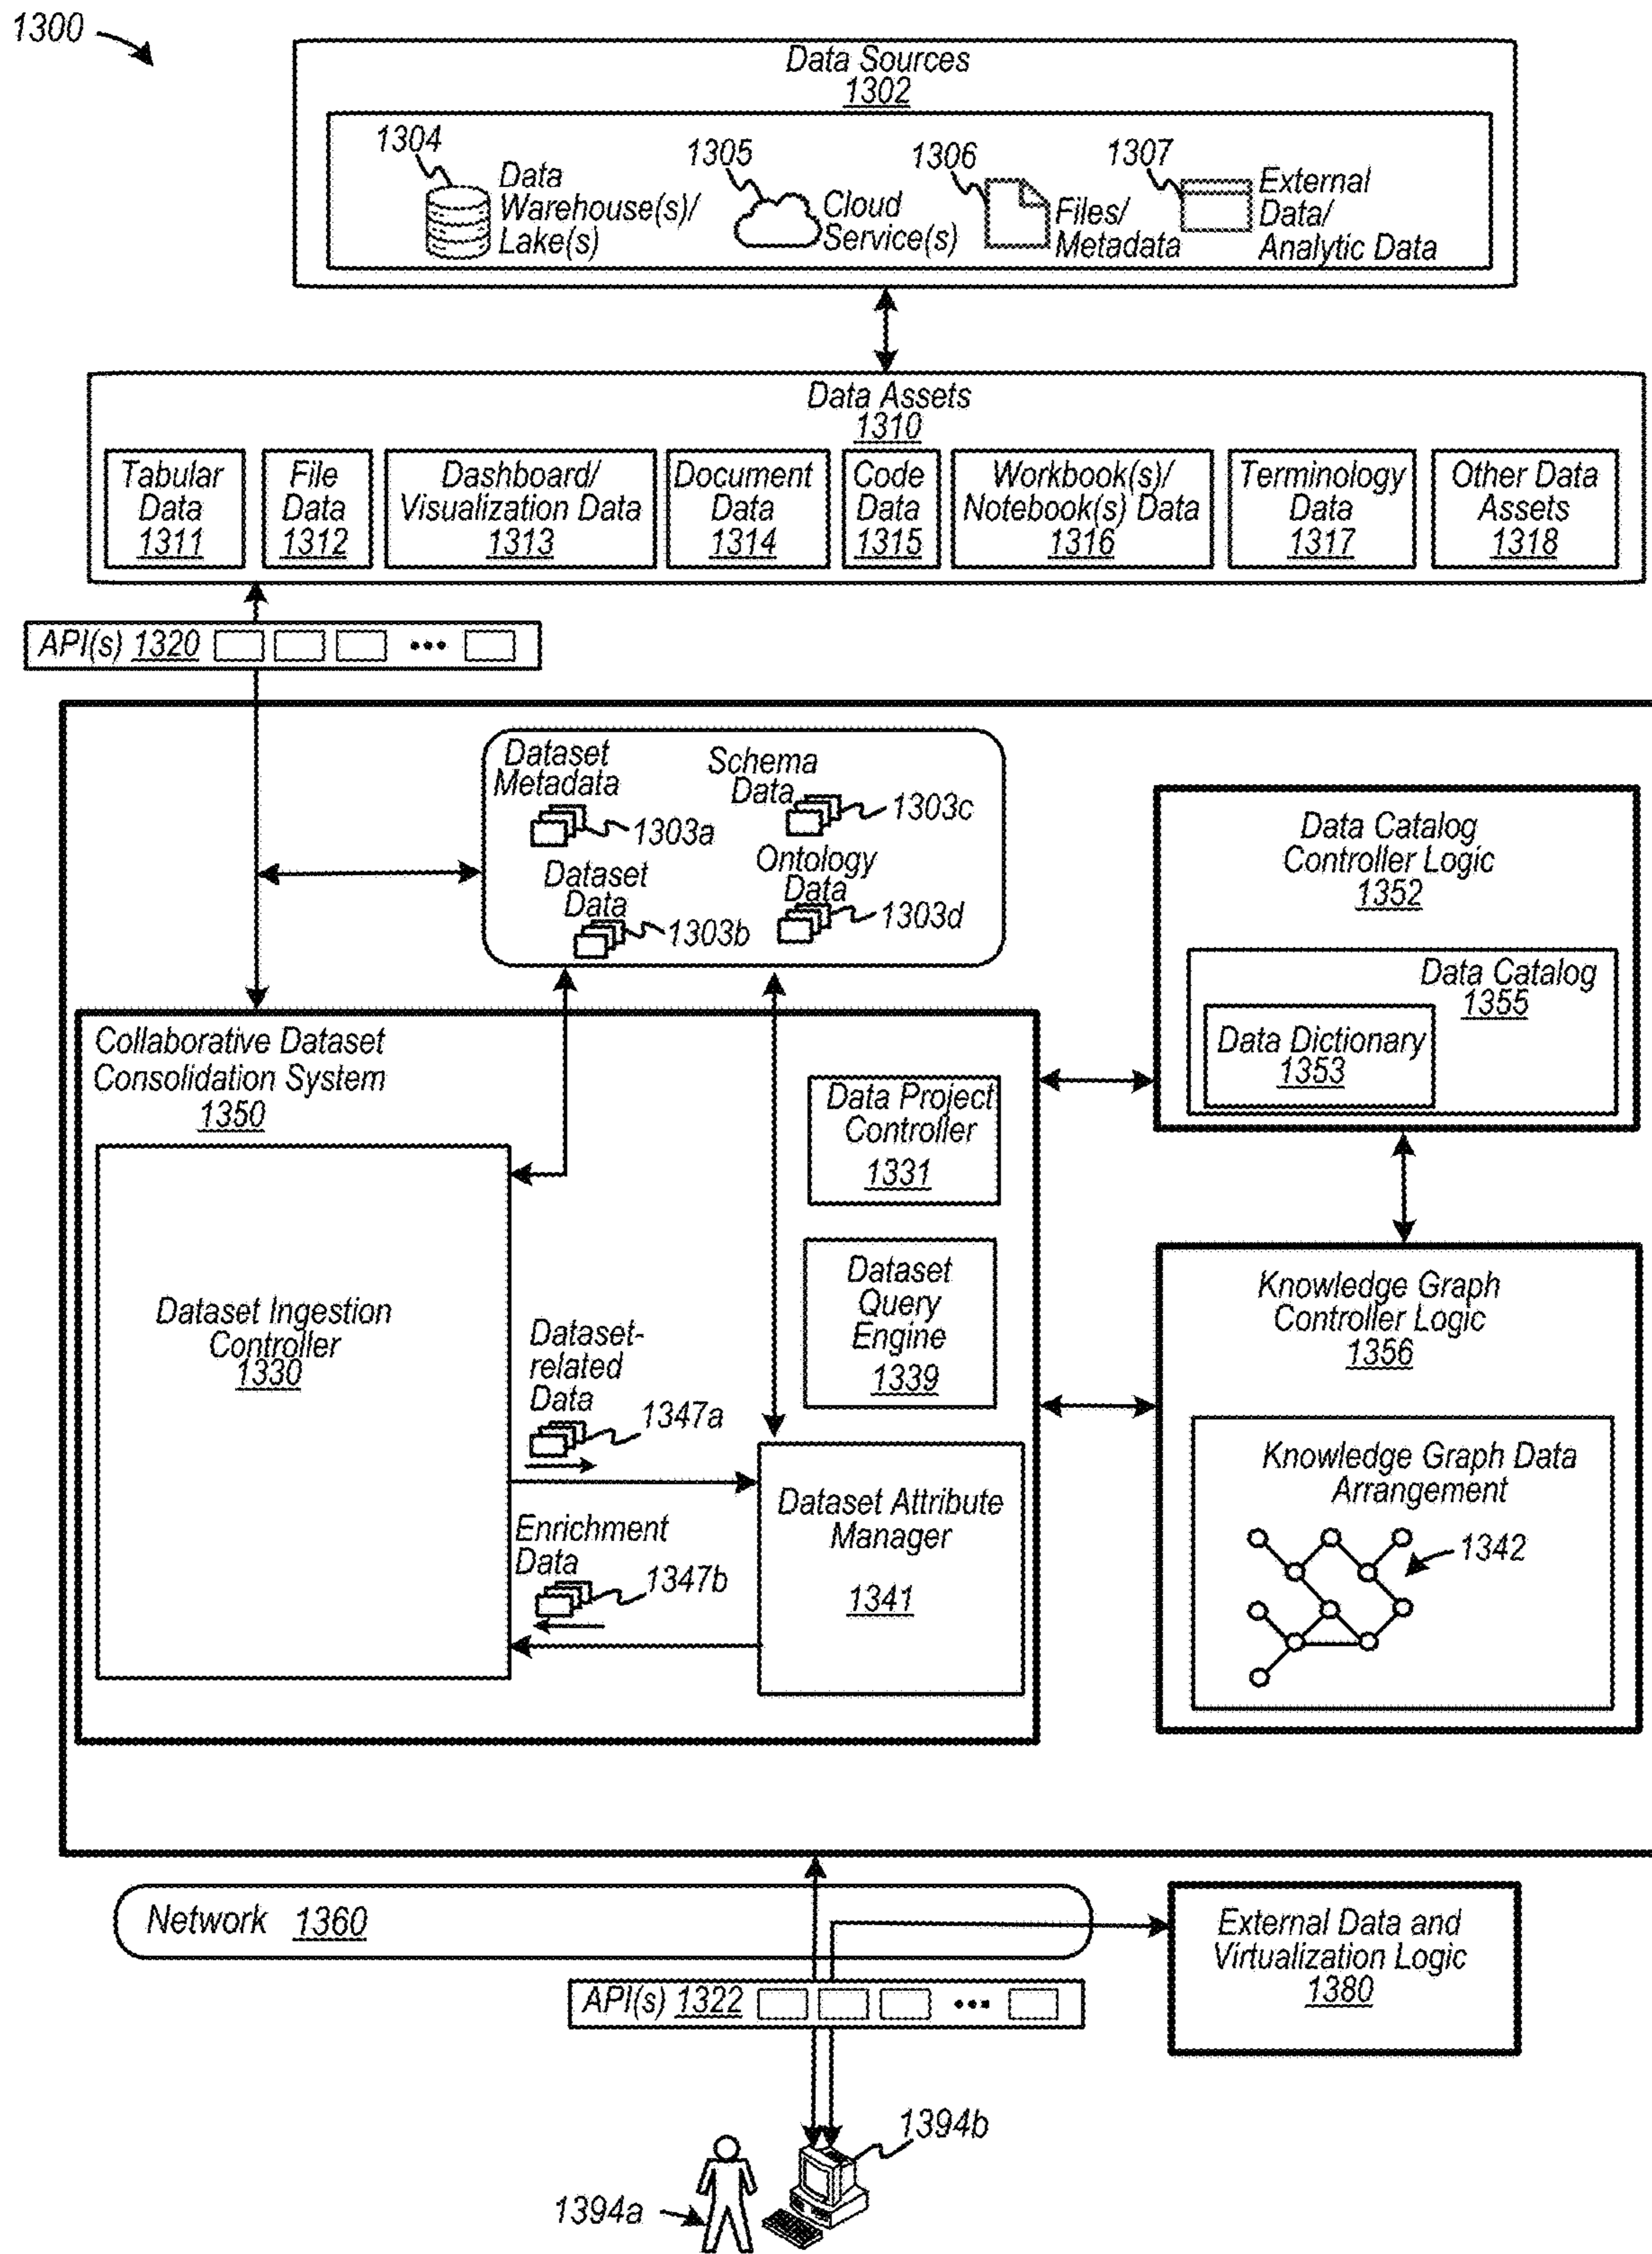 1300
Data Sources
1302
1304
Data
Warehouse(s)/
Lake(s)
1305
Cloud
Service(s)
1306
Files/
Metadata
1307
External
Data/
Analytic Data
Data Assets
1310
Tabular
Data
1311
File
Data
1312
Dashboard/
Visualization Data
1313
Document
Data
1314
Code
Data
1315
Workbook(s)/
Notebook(s) Data
1316
Terminology
Data
1317
Other Data
Assets
1318
API(s) 1320
Dataset
Metadata
1303a
Schema
Data
1303c
Dataset
Data
1303b
Ontology
Data
1303d
Data Catalog
Controller Logic
1352
Data Catalog
1355
Data Dictionary
1353
Collaborative Dataset
Consolidation System
1350
Data Project
Controller
1331
Dataset Ingestion
Controller
1330
Dataset
Query
Engine
1339
Dataset-
related
Data
1347a
Enrichment
Data
1347b
Dataset Attribute
Manager
1341
Knowledge Graph
Controller Logic
1356
Knowledge Graph Data
Arrangement
1342
Network 1360
External Data and
Virtualization Logic
1380
API(s) 1322
1394b
1394a